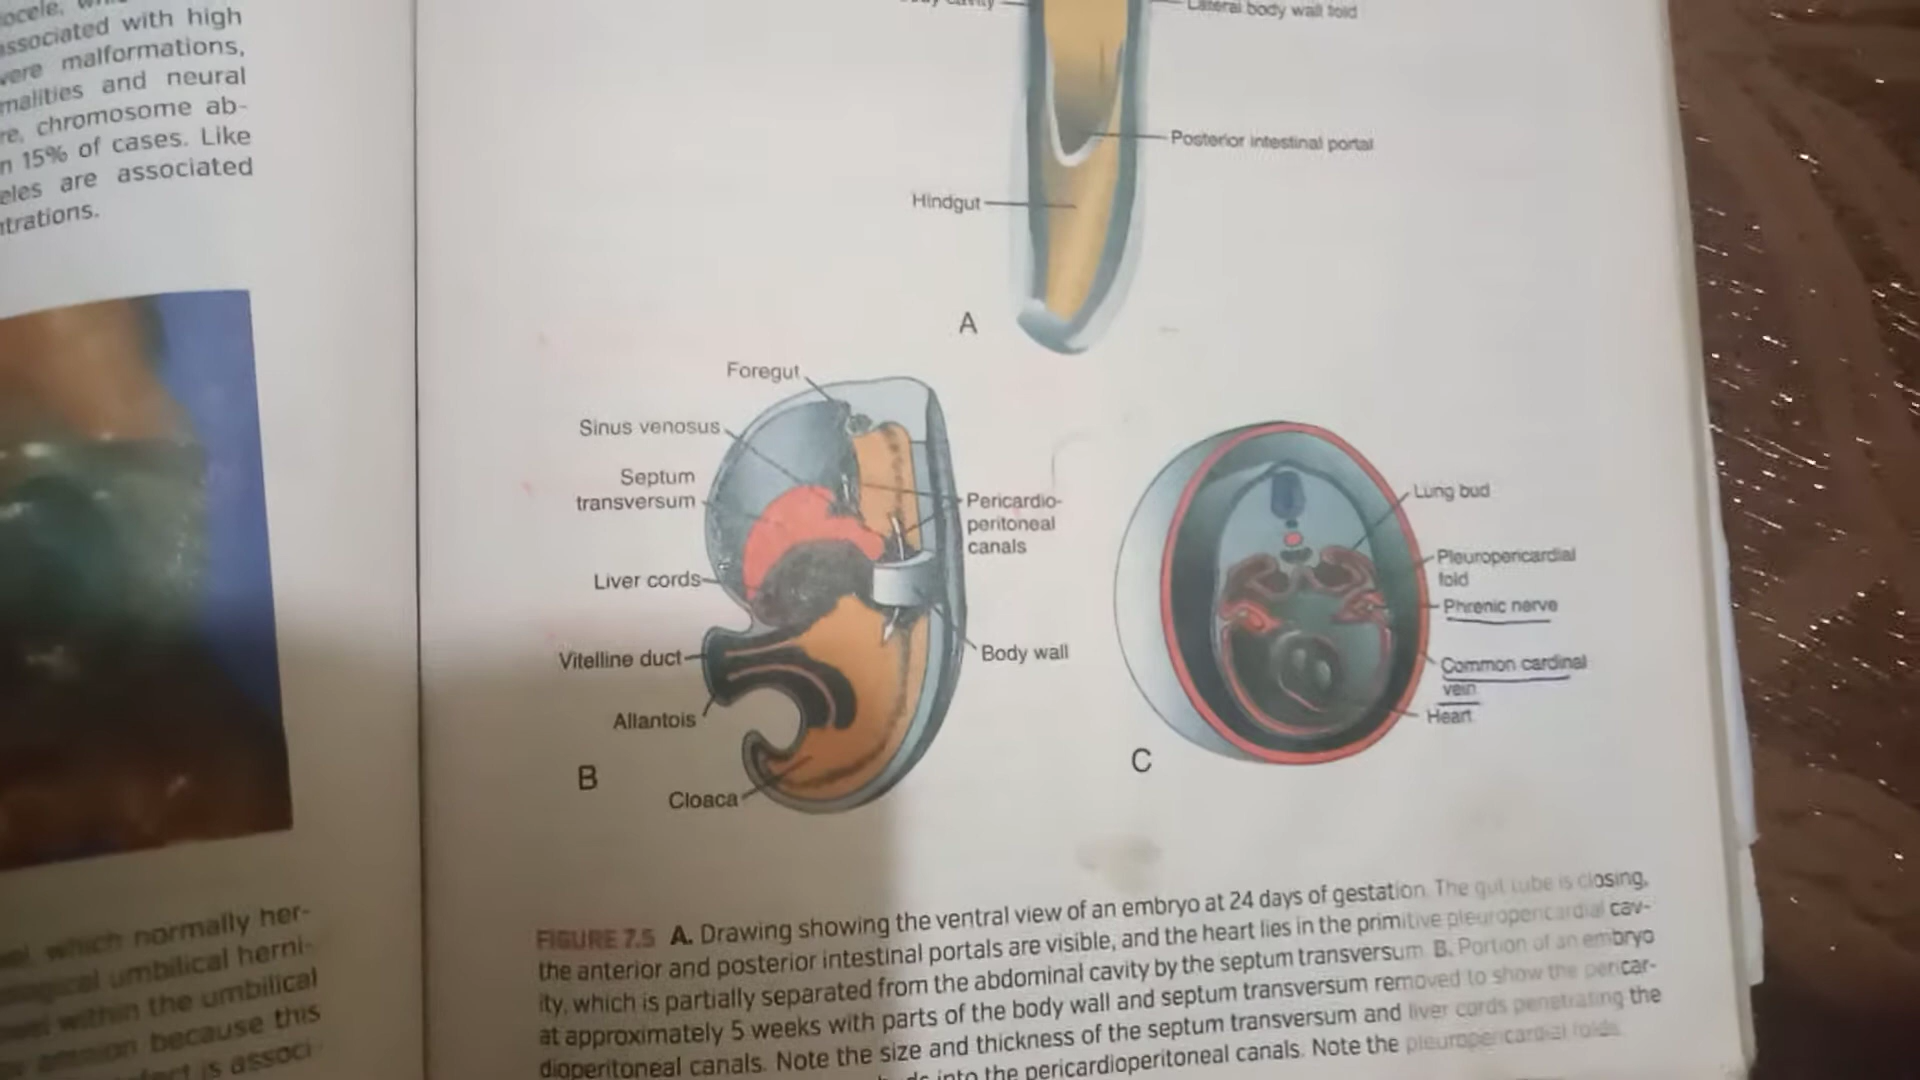 associated with high
malformations,
and neural
chromosome ab-
15% of cases. Like
are associated
Lateral body wall fold
Posterior intestinal portal
Hindgut
A
Foregut
Sinus venosus
Septum
transversum
Liver cords
Vitelline duct
Allantois
B
Cloaca
Pericardio-
peritoneal
canals
Body wall
Lung bud
Pleuropericardial
fold
Phrenic nerve
Common cardinal
vein
Heart
C
which normally her-
umbilical herni-
within the umbilical
because this
is associ
FIGURE 7.5 A. Drawing showing the ventral view of an embryo at 24 days of gestation. The gut tube is closing,
the anterior and posterior intestinal portals are visible, and the heart lies in the primitive pleuropericardial cav-
ity, which is partially separated from the abdominal cavity by the septum transversum. B. Portion of an embryo
at approximately 5 weeks with parts of the body wall and septum transversum removed to show the pericar-
dioperitoneal canals. Note the size and thickness of the septum transversum and liver cords penetrating the
into the pericardioperitoneal canals. Note the pleuropericardial folds.